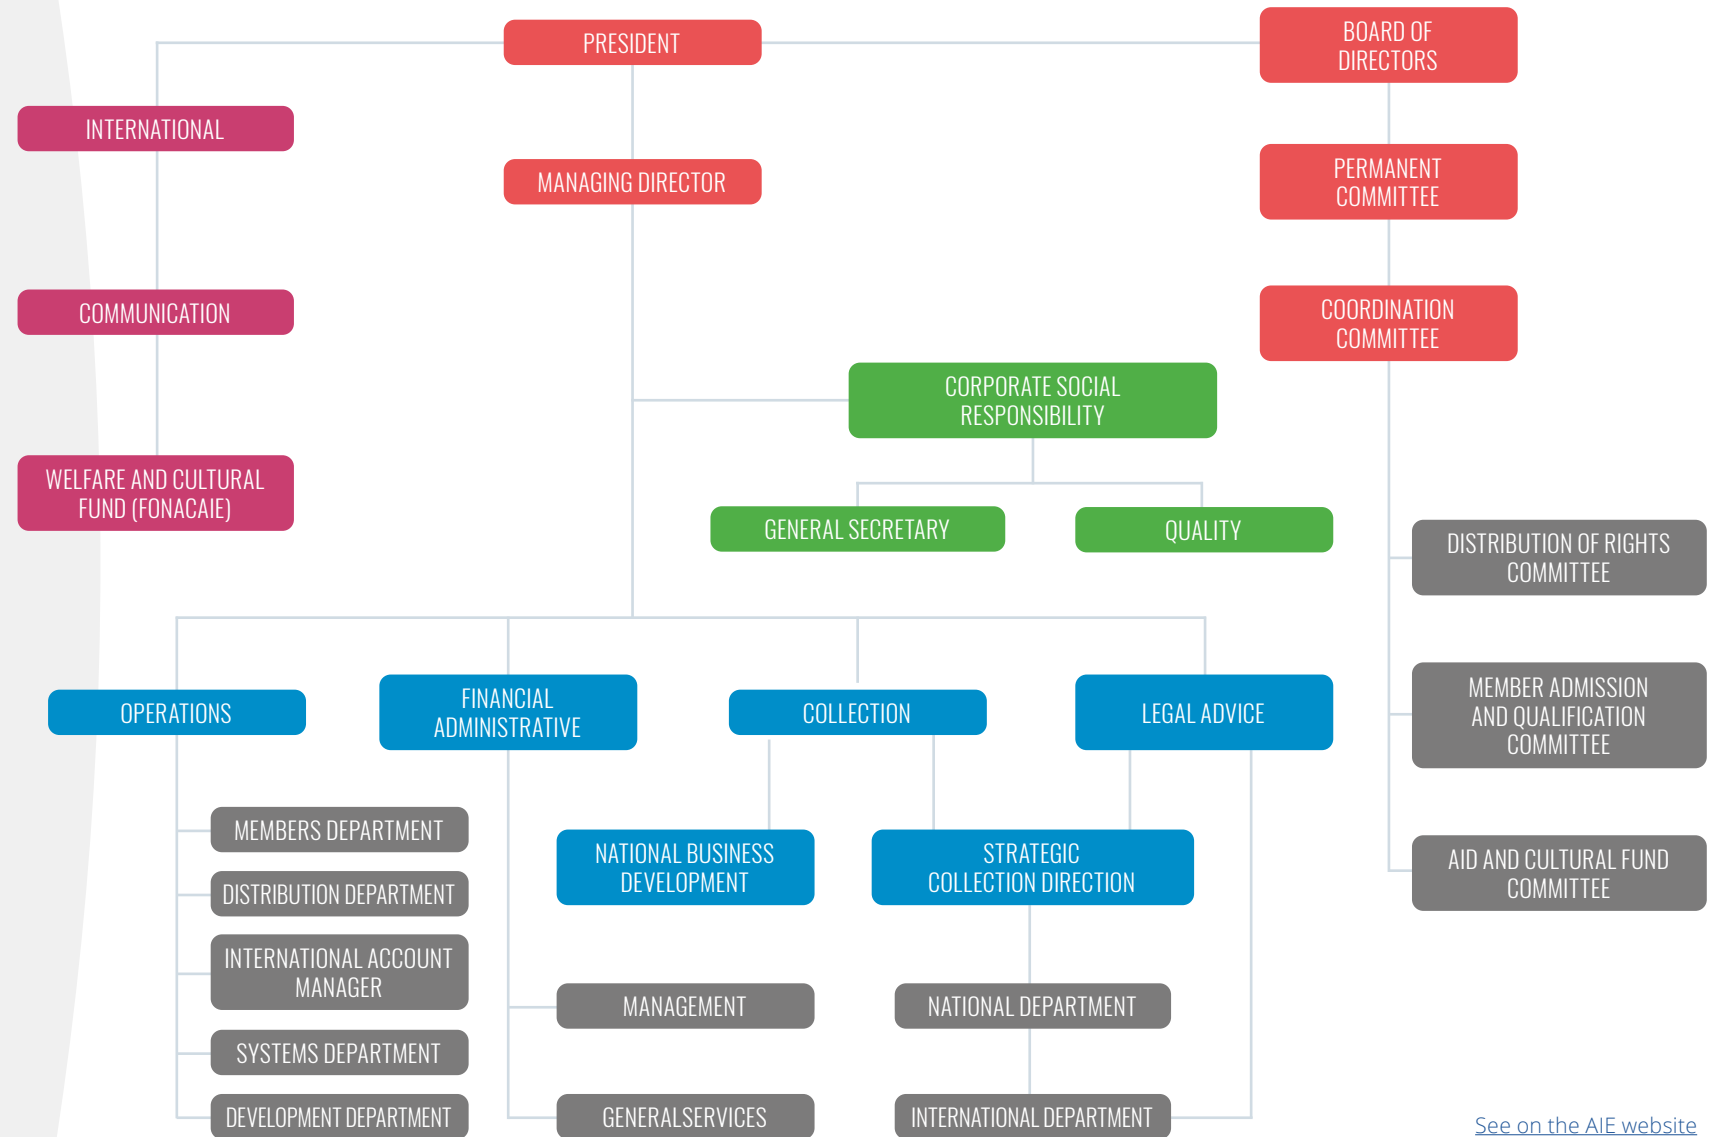 PRESIDENT
BOARD OF
DIRECTORS
INTERNATIONAL
MANAGING DIRECTOR
PERMANENT
COMMITTEE
COMMUNICATION
COORDINATION
COMMITTEE
CORPORATE SOCIAL
RESPONSIBILITY
WELFARE AND CULTURAL
FUND (FONACAIE)
GENERAL SECRETARY
QUALITY
DISTRIBUTION OF RIGHTS
COMMITTEE
OPERATIONS
FINANCIAL
ADMINISTRATIVE
COLLECTION
LEGAL ADVICE
MEMBER ADMISSION
AND QUALIFICATION
COMMITTEE
MEMBERS DEPARTMENT
DISTRIBUTION DEPARTMENT
INTERNATIONAL ACCOUNT
MANAGER
SYSTEMS DEPARTMENT
DEVELOPMENT DEPARTMENT
NATIONAL BUSINESS
DEVELOPMENT
STRATEGIC
COLLECTION DIRECTION
AID AND CULTURAL FUND
COMMITTEE
MANAGEMENT
NATIONAL DEPARTMENT
GENERALSERVICES
INTERNATIONAL DEPARTMENT
See on the AIE website